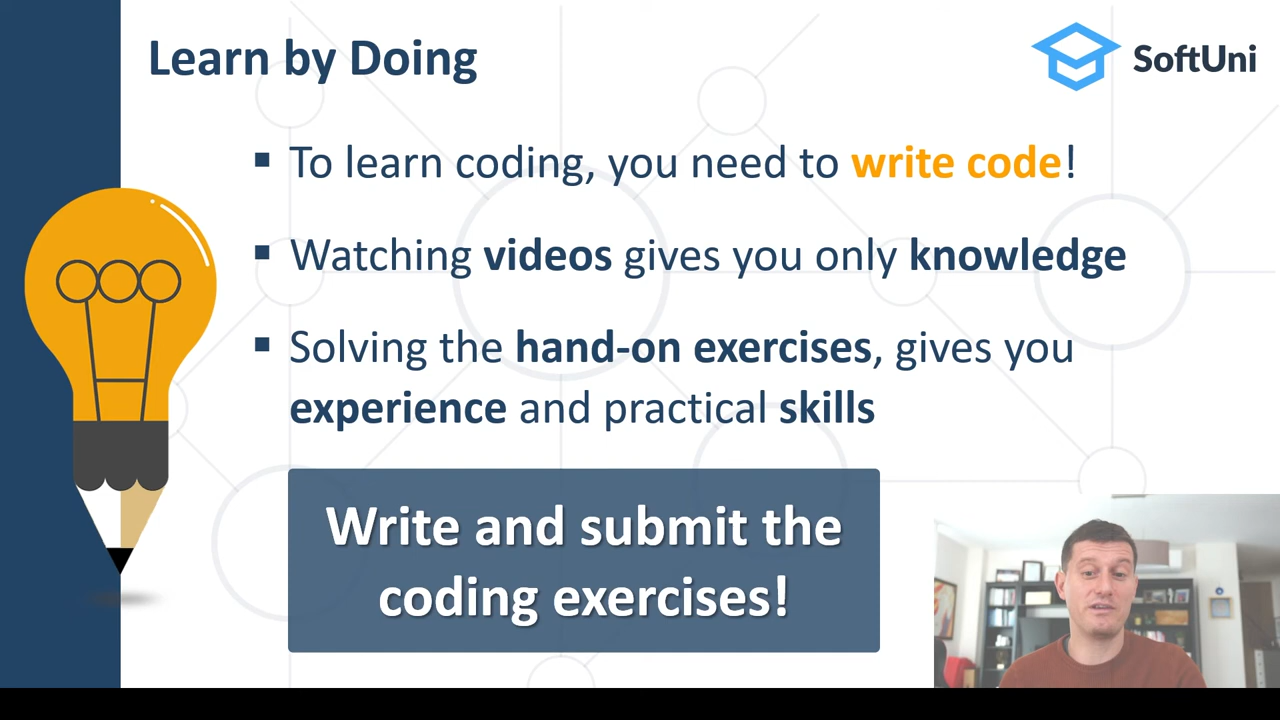 Learn by Doing
SoftUni
▪ To learn coding, you need to write code!
▪ Watching videos gives you only knowledge
▪ Solving the hand-on exercises, gives you
experience and practical skills
Write and submit the
coding exercises!